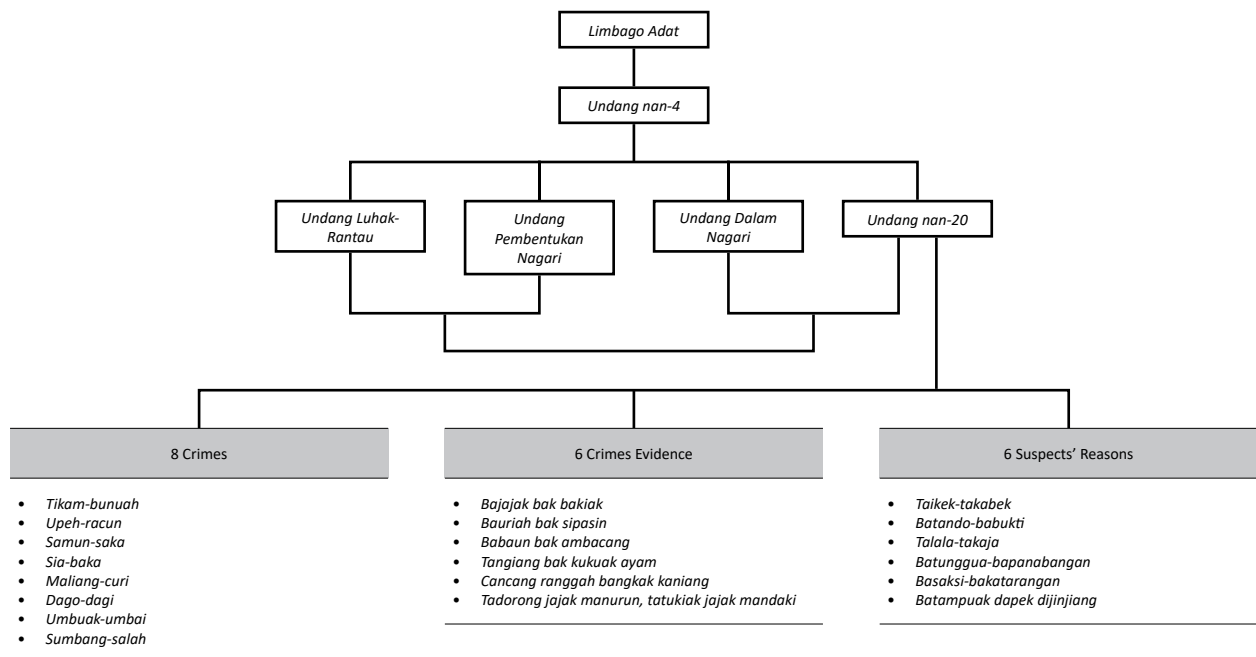 Limbago Adat
Undang nan-4
Undang Luhak-
Rantau
Undang
Pembentukan
Nagari
Undang Dalam
Nagari
Undang nan-20
8 Crimes
• Tikam-bunuah
• Upeh-racun
• Samun-saka
• Sia-baka
• Maliang-curi
• Dago-dagi
• Umbuak-umbai
• Sumbang-salah
6 Crimes Evidence
• Bajajak bak bakiak
• Bauriah bak sipasin
• Babaun bak ambacang
• Tangiang bak kukuak ayam
• Cancang ranggah bangkak kaniang
• Tadorong jajak manurun, tatukiak jajak mandaki
6 Suspects’ Reasons
• Taikek-takabek
• Batando-babukti
• Talala-takaja
• Batunggua-bapanabangan
• Basaksi-bakatarangan
• Batampuak dapek dijinjiang